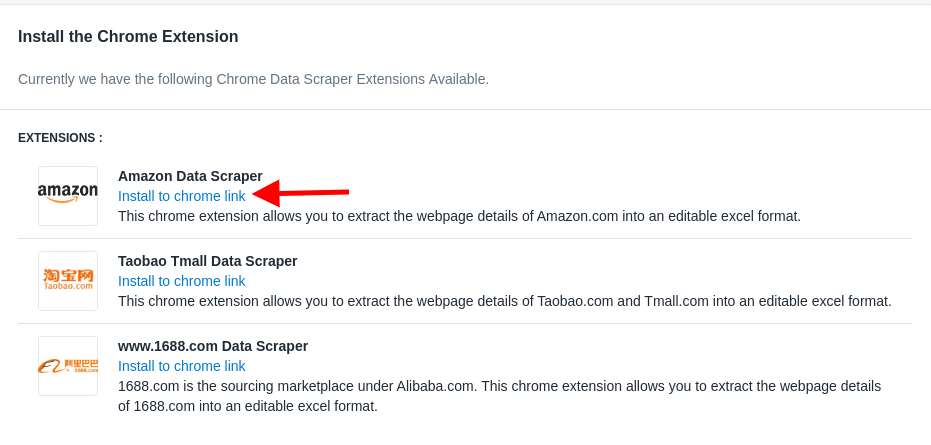 Install the Chrome Extension
Currently we have the following Chrome Data Scraper Extensions Available.
EXTENSIONS :
amazon
Amazon Data Scraper
Install to chrome link
This chrome extension allows you to extract the webpage details of Amazon.com into an editable excel format.
淘宝网
Taobao.com
Taobao Tmall Data Scraper
Install to chrome link
This chrome extension allows you to extract the webpage details of Taobao.com and Tmall.com into an editable excel format.
阿里巴巴
1688.com
www.1688.com Data Scraper
Install to chrome link
1688.com is the sourcing marketplace under Alibaba.com. This chrome extension allows you to extract the webpage details
of 1688.com into an editable excel format.